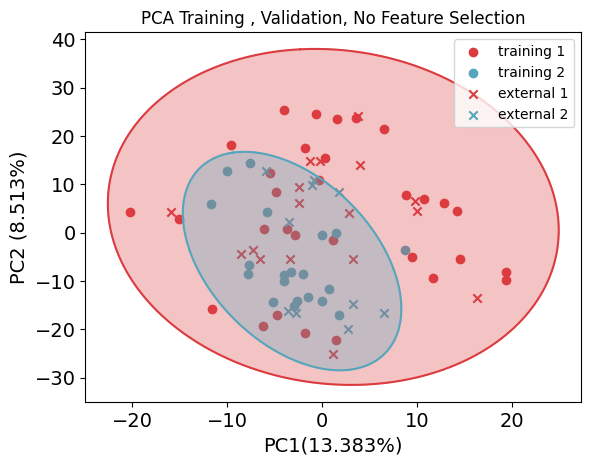 PCA Training , Validation, No Feature Selection
40
30
20
10
0
−10
−20
−30
PC2 (8.513%)
training 1
training 2
external 1
external 2
−20
−10
0
10
20
PC1(13.383%)